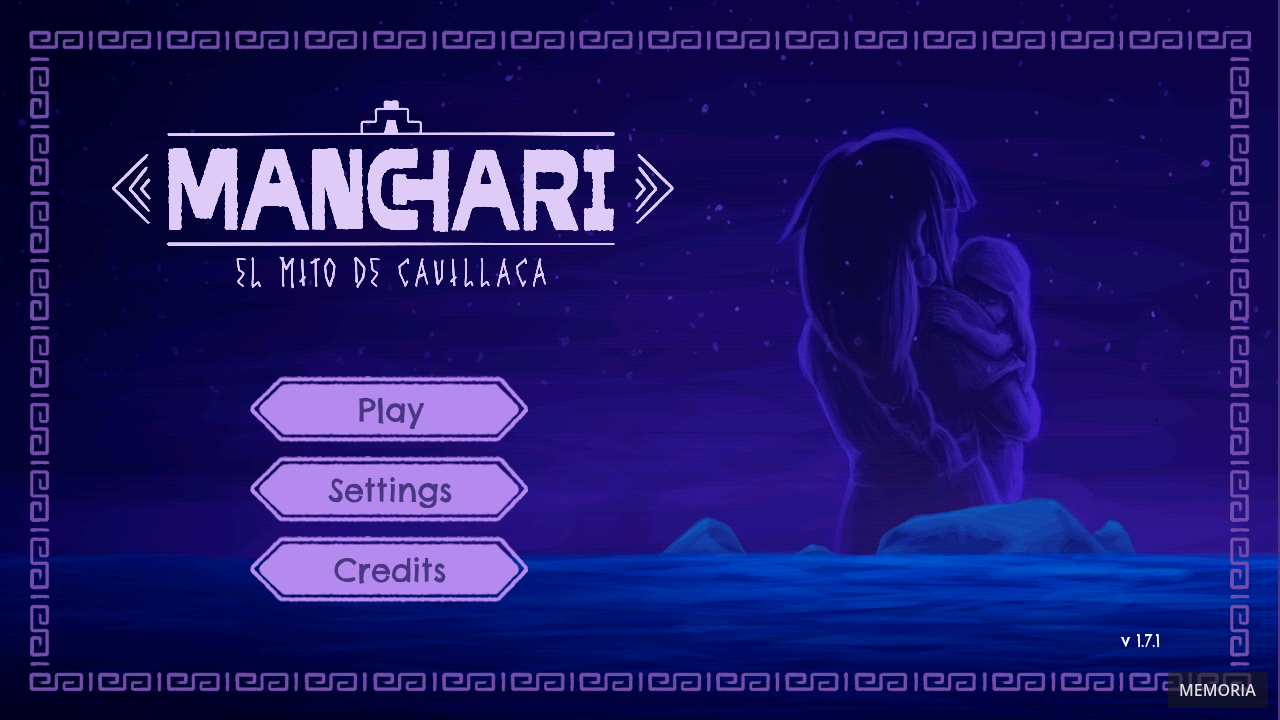 MANCHARI
EL MITO DE CAVILLACA
Play
Settings
Credits
v 1.7.1
MEMORIA